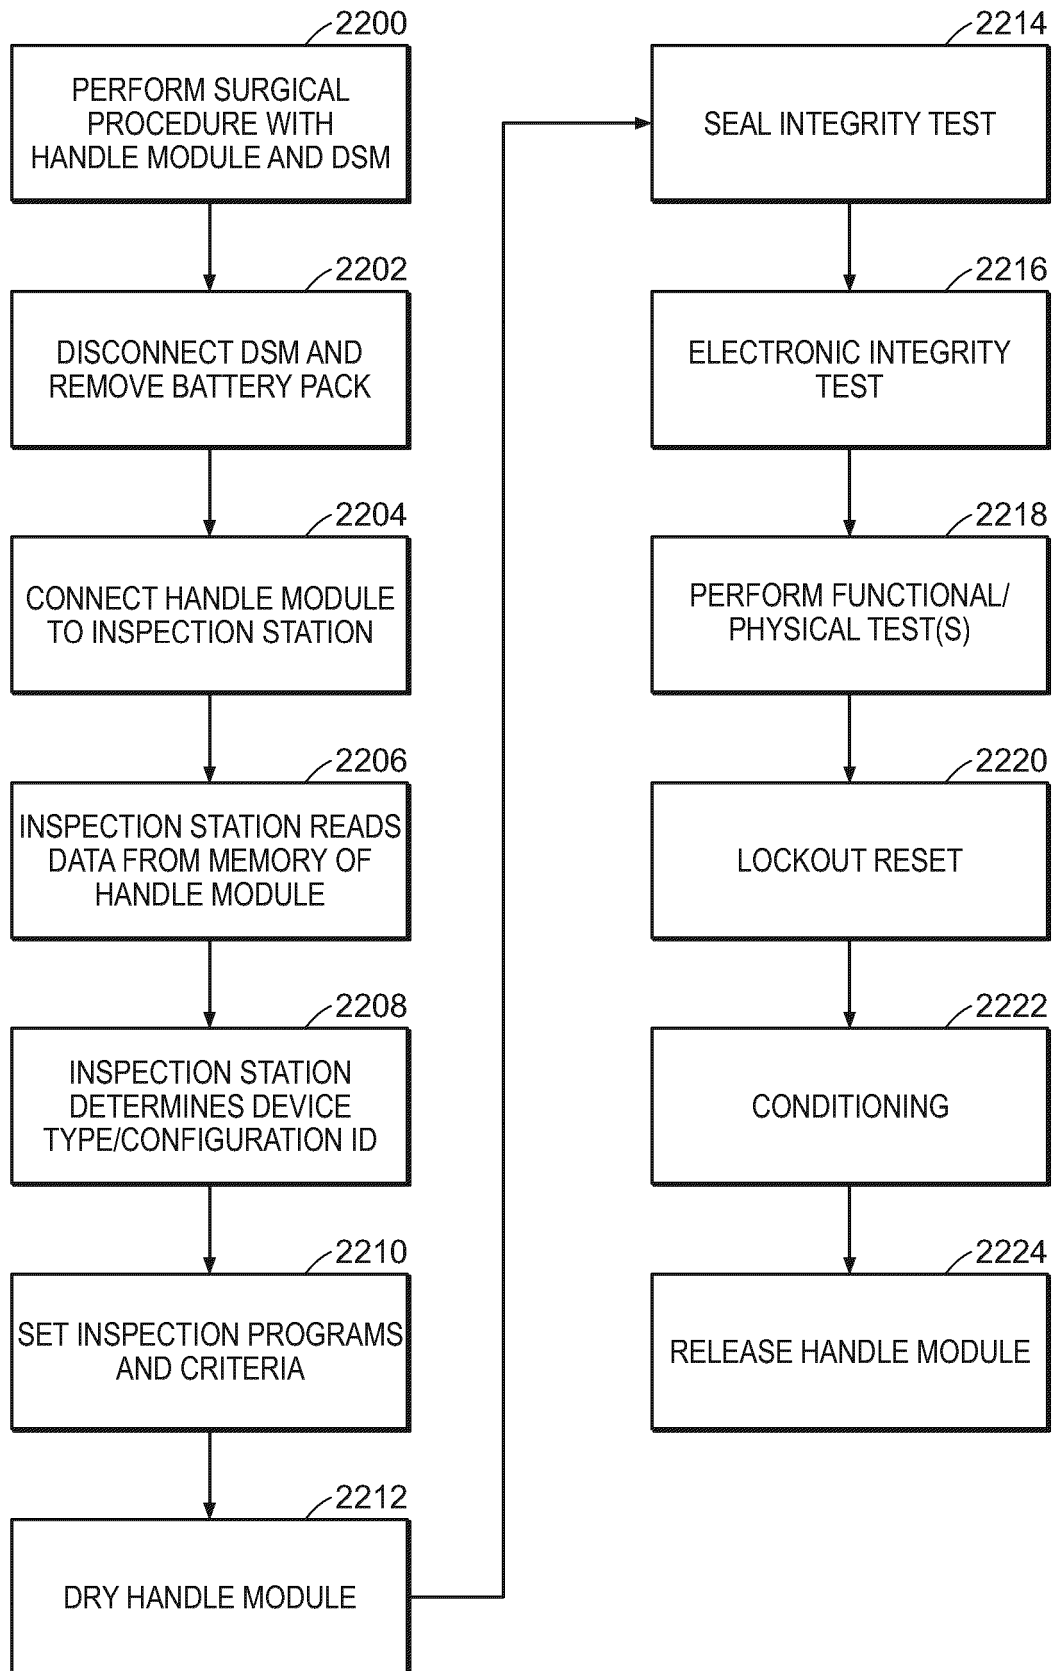 2200
PERFORM SURGICAL
PROCEDURE WITH
HANDLE MODULE AND DSM
2202
DISCONNECT DSM AND
REMOVE BATTERY PACK
2204
CONNECT HANDLE MODULE
TO INSPECTION STATION
2206
INSPECTION STATION READS
DATA FROM MEMORY OF
HANDLE MODULE
2208
INSPECTION STATION
DETERMINES DEVICE
TYPE/CONFIGURATION ID
2210
SET INSPECTION PROGRAMS
AND CRITERIA
2212
DRY HANDLE MODULE
2214
SEAL INTEGRITY TEST
2216
ELECTRONIC INTEGRITY
TEST
2218
PERFORM FUNCTIONAL/
PHYSICAL TEST(S)
2220
LOCKOUT RESET
2222
CONDITIONING
2224
RELEASE HANDLE MODULE